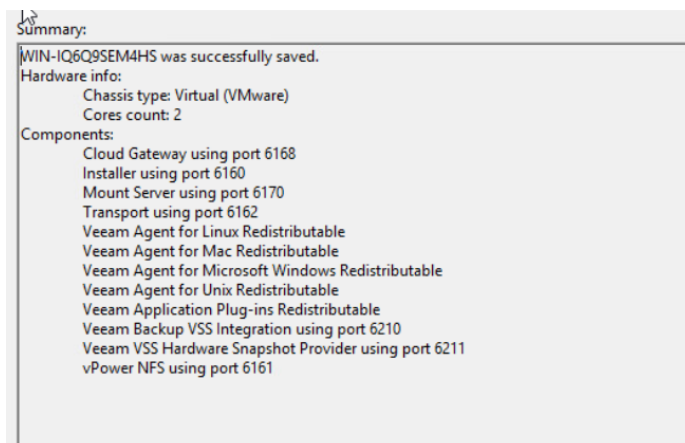 Summary:
WIN-IQ6Q9SEM4HS was successfully saved.
Hardware info:
Chassis type: Virtual (VMware)
Cores count: 2
Components:
Cloud Gateway using port 6168
Installer using port 6160
Mount Server using port 6170
Transport using port 6162
Veeam Agent for Linux Redistributable
Veeam Agent for Mac Redistributable
Veeam Agent for Microsoft Windows Redistributable
Veeam Agent for Unix Redistributable
Veeam Application Plug-ins Redistributable
Veeam Backup VSS Integration using port 6210
Veeam VSS Hardware Snapshot Provider using port 6211
vPower NFS using port 6161